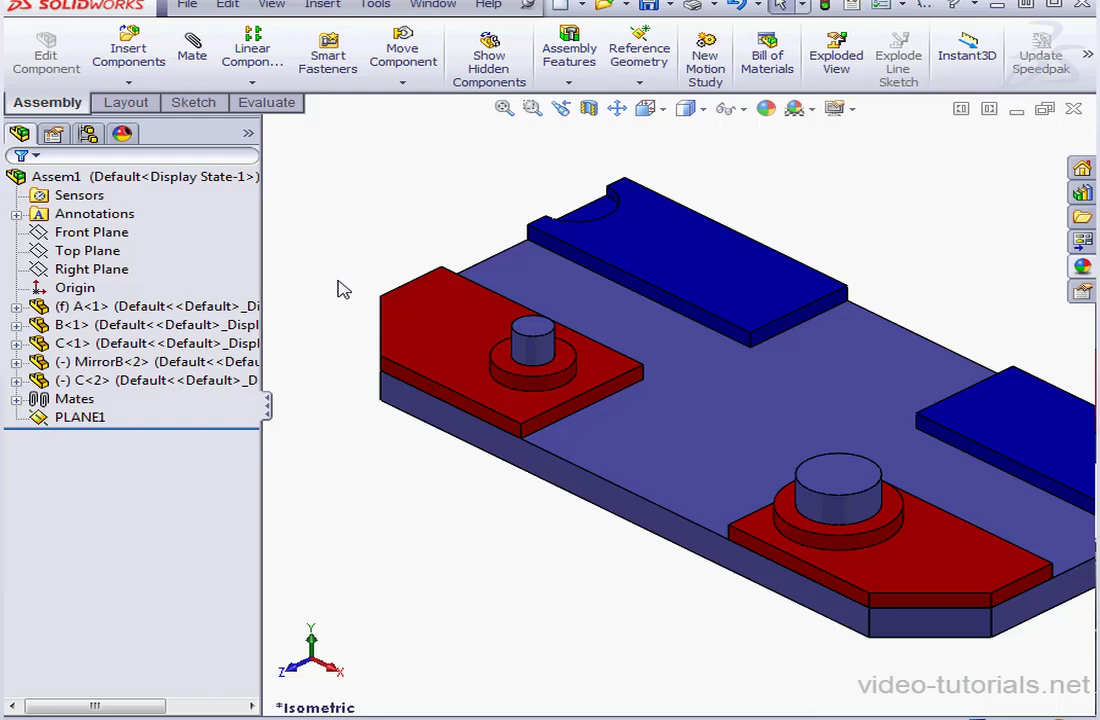 SOLIDWORKS File Edit View Insert Tools Window Help
Edit Component
Insert Components
Mate
Linear Compon...
Smart Fasteners
Move Component
Show Hidden Components
Assembly Features
Reference Geometry
New Motion Study
Bill of Materials
Exploded View
Explode Line Sketch
Instant3D
Update Speedpak
Assembly Layout Sketch Evaluate
Assem1 (Default<Display State-1>)
Sensors
Annotations
Front Plane
Top Plane
Right Plane
Origin
(f) A<1> (Default<<Default>_Di
B<1> (Default<<Default>_Displ
C<1> (Default<<Default>_Displ
(-) MirrorB<2> (Default<<Defau
(-) C<2> (Default<<Default>_D
Mates
PLANE1
Y
Z X
video-tutorials.net
*Isometric